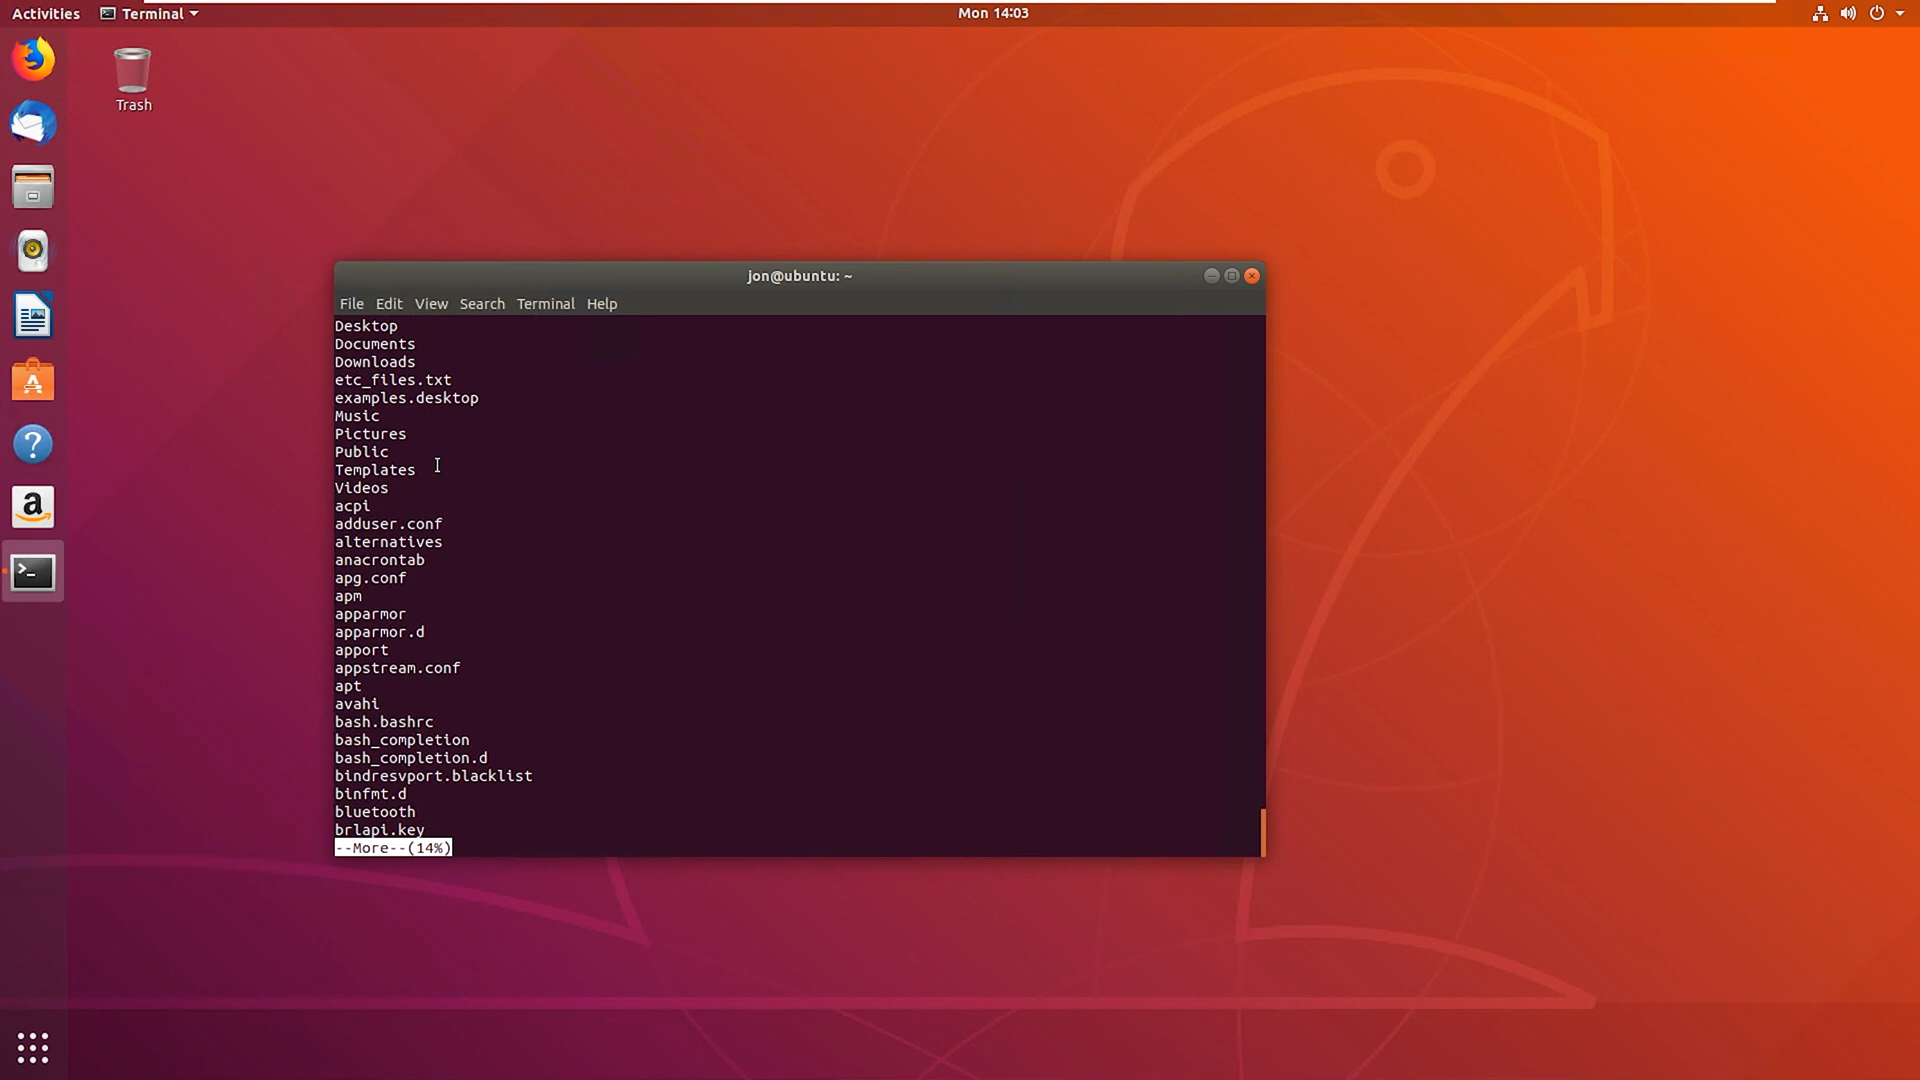 Activities Terminal Mon 14:03
Trash
jon@ubuntu: ~
File Edit View Search Terminal Help
Desktop
Documents
Downloads
etc_files.txt
examples.desktop
Music
Pictures
Public
Templates
Videos
acpi
adduser.conf
alternatives
anacrontab
apg.conf
apm
apparmor
apparmor.d
apport
appstream.conf
apt
avahi
bash.bashrc
bash_completion
bash_completion.d
bindresvport.blacklist
binfmt.d
bluetooth
brlapi.key
--More--(14%)